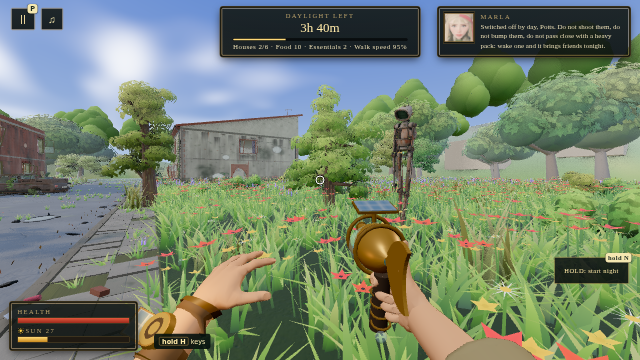 P
DAYLIGHT LEFT
3h 40m
Houses 2/6 · Food 10 · Essentials 2 · Walk speed 95%
MARLA
Switched off by day, Potts. Do not shoot them, do
not bump them, do not pass close with a heavy
pack: wake one and it brings friends tonight.
hold N
HOLD: start night
HEALTH
SUN 27
hold H keys